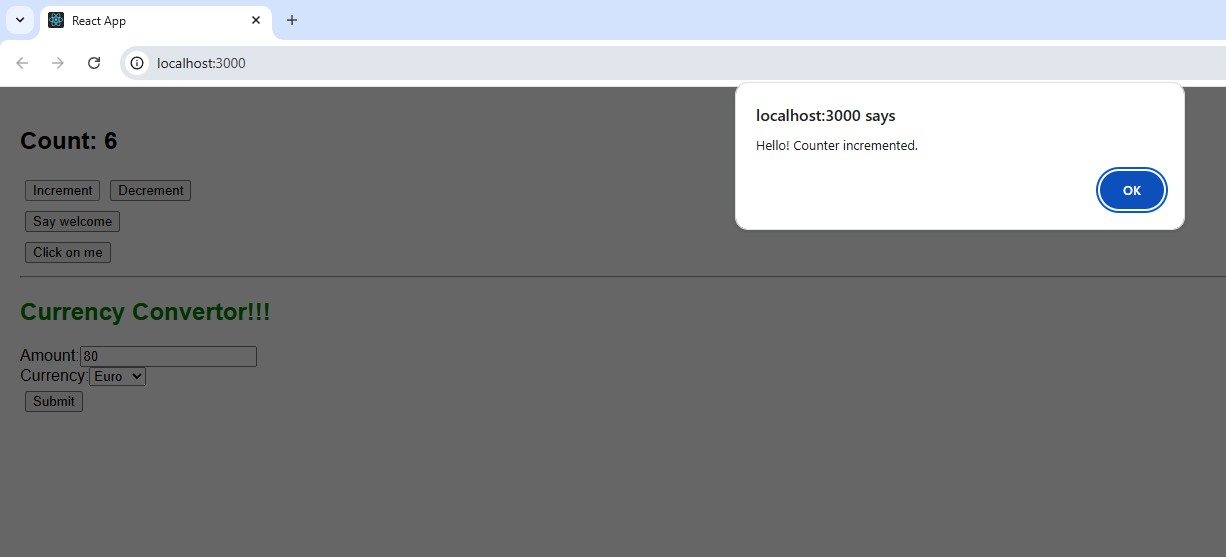 React App
localhost:3000
localhost:3000 says
Hello! Counter incremented.
OK
Count: 6
Increment Decrement
Say welcome
Click on me
Currency Convertor!!!
Amount: 80
Currency: Euro
Submit